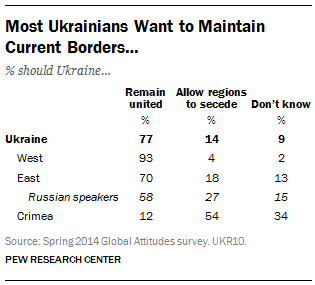 Most Ukrainians Want to Maintain
Current Borders...
% should Ukraine...
Remain united Allow regions to secede Don't know
% % %
Ukraine 77 14 9
West 93 4 2
East 70 18 13
Russian speakers 58 27 15
Crimea 12 54 34
Source: Spring 2014 Global Attitudes survey. UKR10.
PEW RESEARCH CENTER